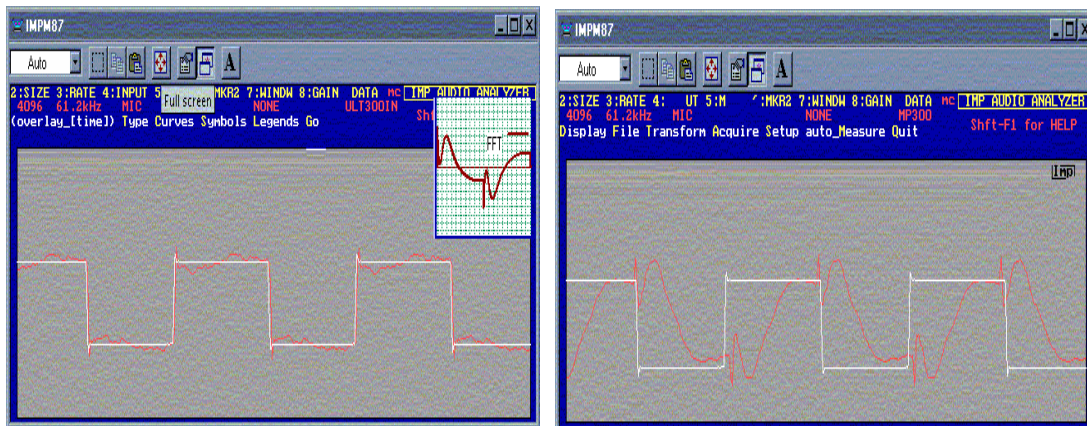 IMPM87
Auto
A
2:SIZE 3:RATE 4:INPUT 5 MKR2 7:WINDW 8:GAIN DATA MC IMP AUDIO ANALYZER
Full screen
4096 61.2kHz MIC NONE ULT300IN Shf
(overlay_[time]) Type Curves Symbols Legends Go
FFT
IMPM87
Auto
A
2:SIZE 3:RATE 4: UT 5:M ´:MKR2 7:WINDW 8:GAIN DATA MC IMP AUDIO ANALYZER
4096 61.2kHz MIC NONE MP300 Shft-F1 for HELP
Display File Transform Acquire Setup auto_Measure Quit
Imp